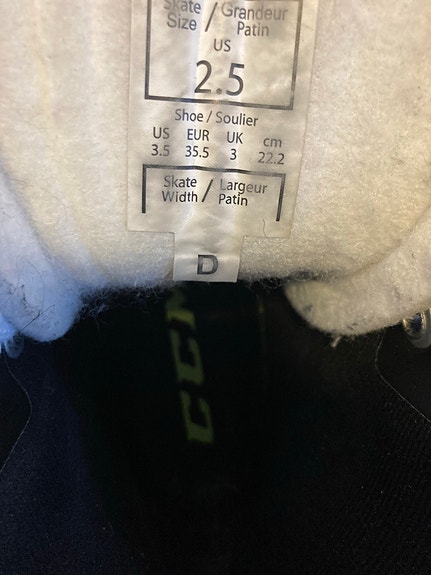 Skate / Grandeur
Size / Patin
US
2.5
Shoe / Soulier
US EUR UK cm
3.5 35.5 3 22.2
Skate / Largeur
Width / Patin
D
CCM